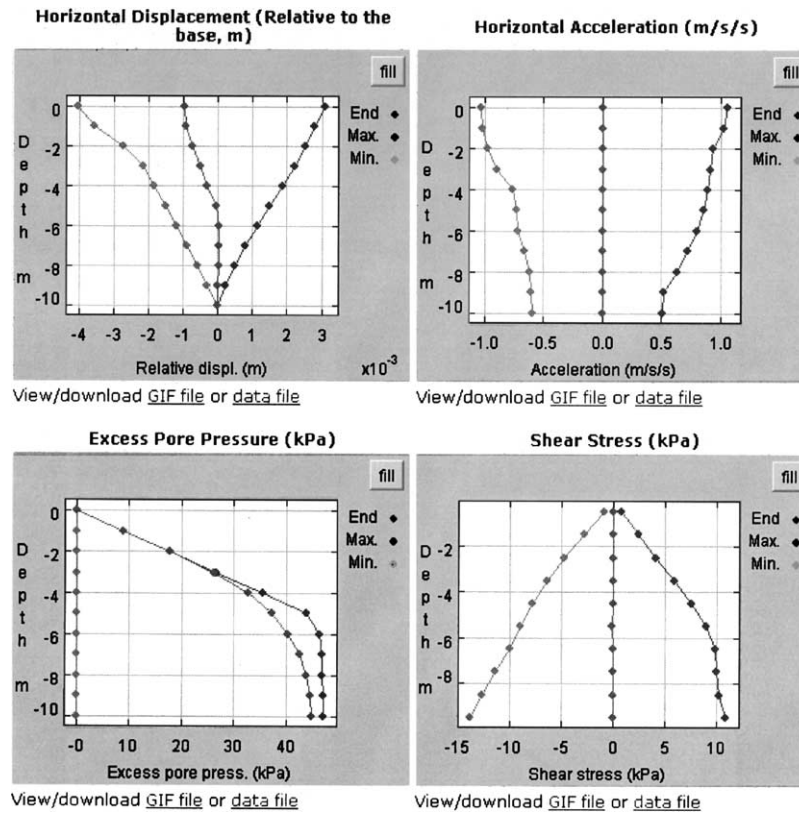 Horizontal Displacement (Relative to the
base, m)
fill
End
Max.
Min.
Depth m
0
-2
-4
-6
-8
-10
-4 -3 -2 -1 0 1 2 3
Relative displ. (m) x10⁻³
View/download GIF file or data file
Horizontal Acceleration (m/s/s)
fill
End
Max.
Min.
Depth m
0
-2
-4
-6
-8
-10
-1.0 -0.5 0.0 0.5 1.0
Acceleration (m/s/s)
View/download GIF file or data file
Excess Pore Pressure (kPa)
fill
End
Max.
Min.
Depth m
0
-2
-4
-6
-8
-10
-0 10 20 30 40
Excess pore press. (kPa)
View/download GIF file or data file
Shear Stress (kPa)
fill
End
Max.
Min.
Depth m
-2
-4
-6
-8
-15 -10 -5 0 5 10
Shear stress (kPa)
View/download GIF file or data file